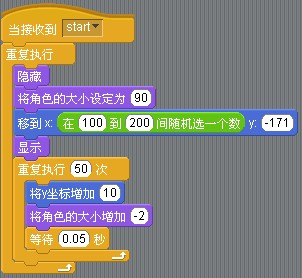 当接收到 start
重复执行
隐藏
将角色的大小设定为 90
移到 x: 在 100 到 200 间随机选一个数 y: -171
显示
重复执行 50 次
将y坐标增加 10
将角色的大小增加 -2
等待 0.05 秒